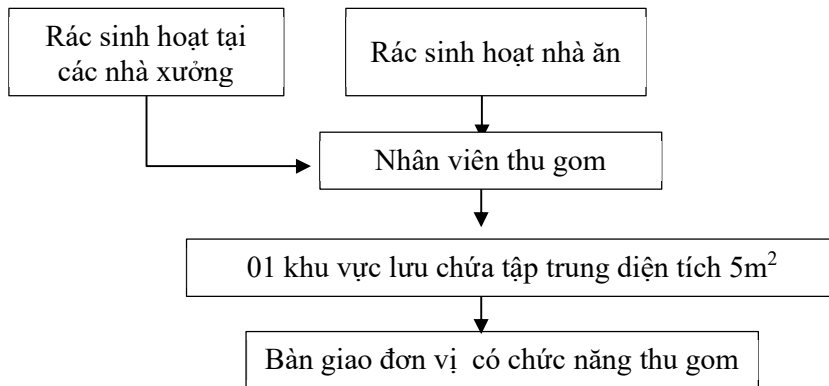 Rác sinh hoạt tại
các nhà xưởng
Rác sinh hoạt nhà ăn
Nhân viên thu gom
01 khu vực lưu chứa tập trung diện tích 5m²
Bàn giao đơn vị có chức năng thu gom